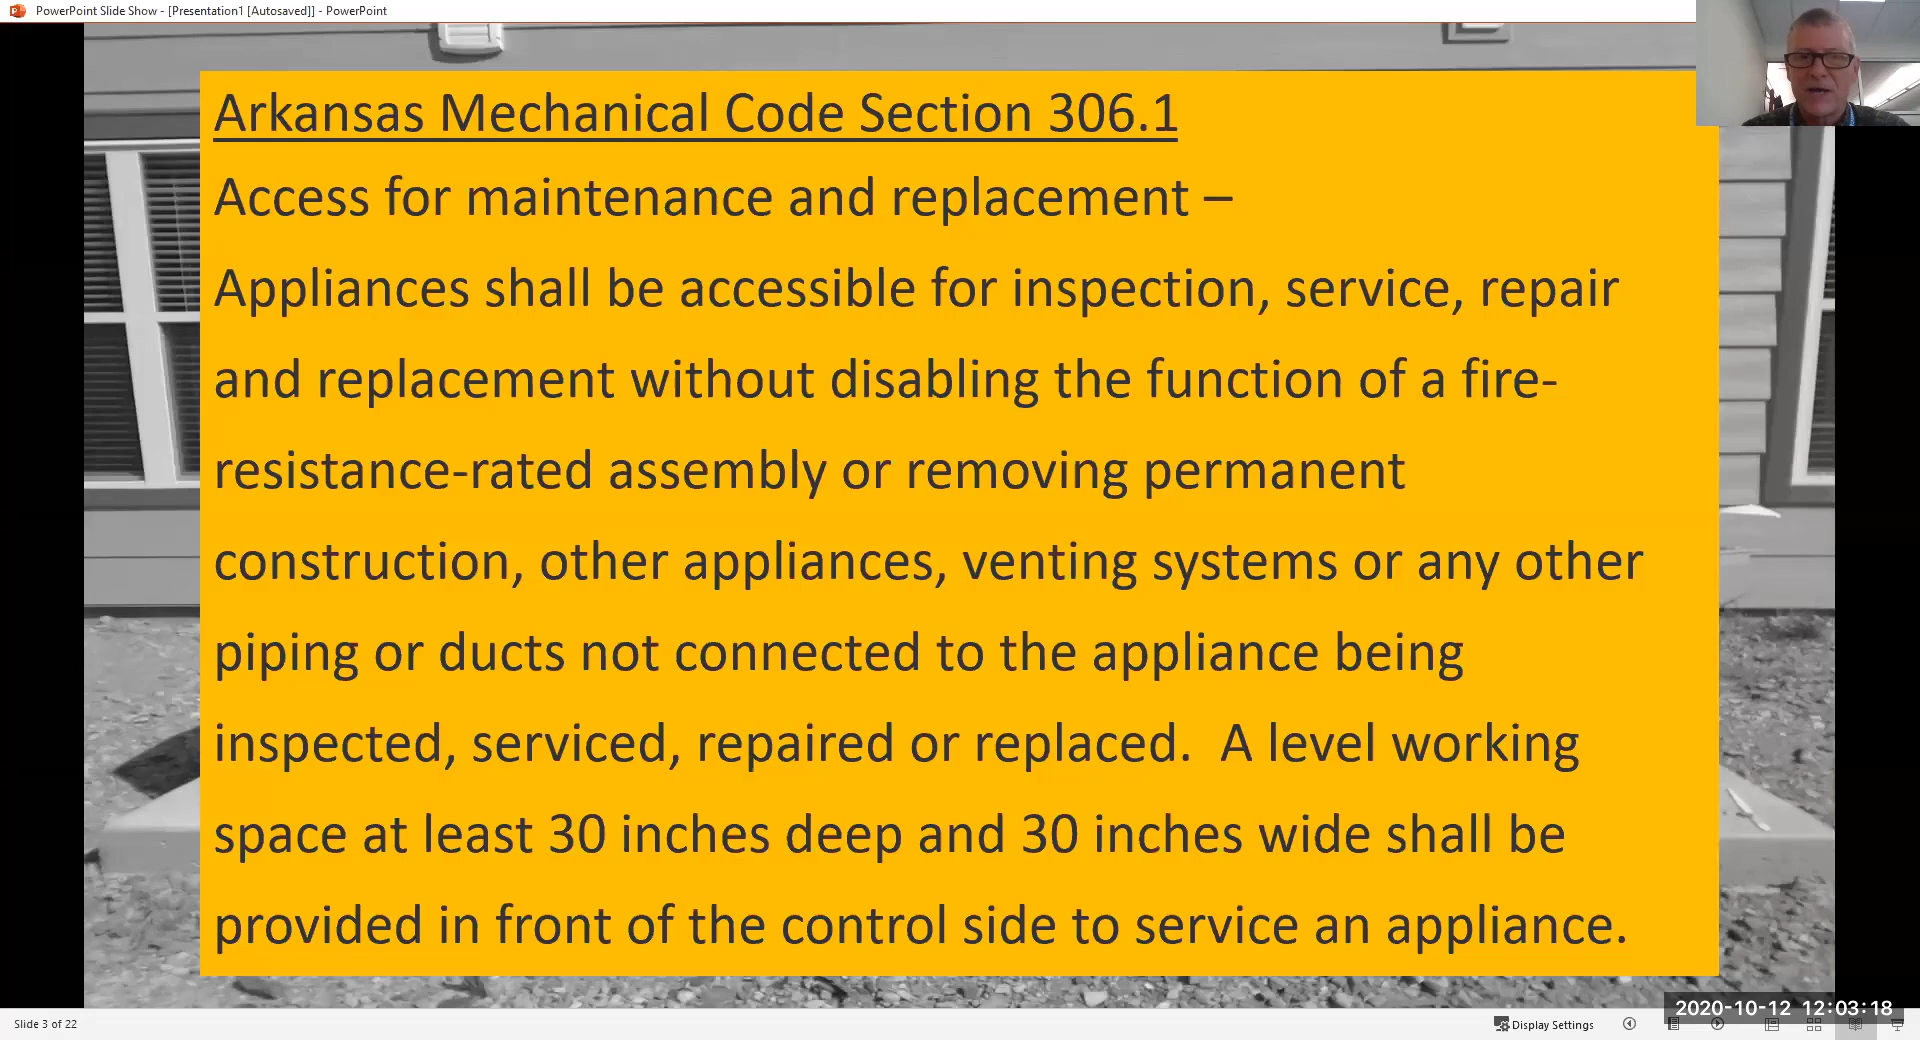 PowerPoint Slide Show - [Presentation1 [Autosaved]] - PowerPoint
Arkansas Mechanical Code Section 306.1
Access for maintenance and replacement –
Appliances shall be accessible for inspection, service, repair
and replacement without disabling the function of a fire-
resistance-rated assembly or removing permanent
construction, other appliances, venting systems or any other
piping or ducts not connected to the appliance being
inspected, serviced, repaired or replaced.  A level working
space at least 30 inches deep and 30 inches wide shall be
provided in front of the control side to service an appliance.
2020-10-12 12:03:18
Slide 3 of 22
Display Settings